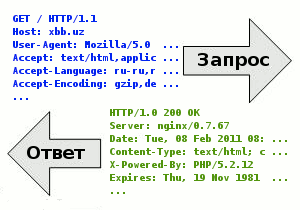 GET / HTTP/1.1
Host: xbb.uz
User-Agent: Mozilla/5.0 ...
Accept: text/html,applic ...
Accept-Language: ru-ru,r ...
Accept-Encoding: gzip,de ...
...
Запрос
HTTP/1.0 200 OK
Server: nginx/0.7.67
Date: Tue, 08 Feb 2011 08: ...
Content-Type: text/html; c ...
X-Powered-By: PHP/5.2.12
Expires: Thu, 19 Nov 1981 ...
...
Ответ